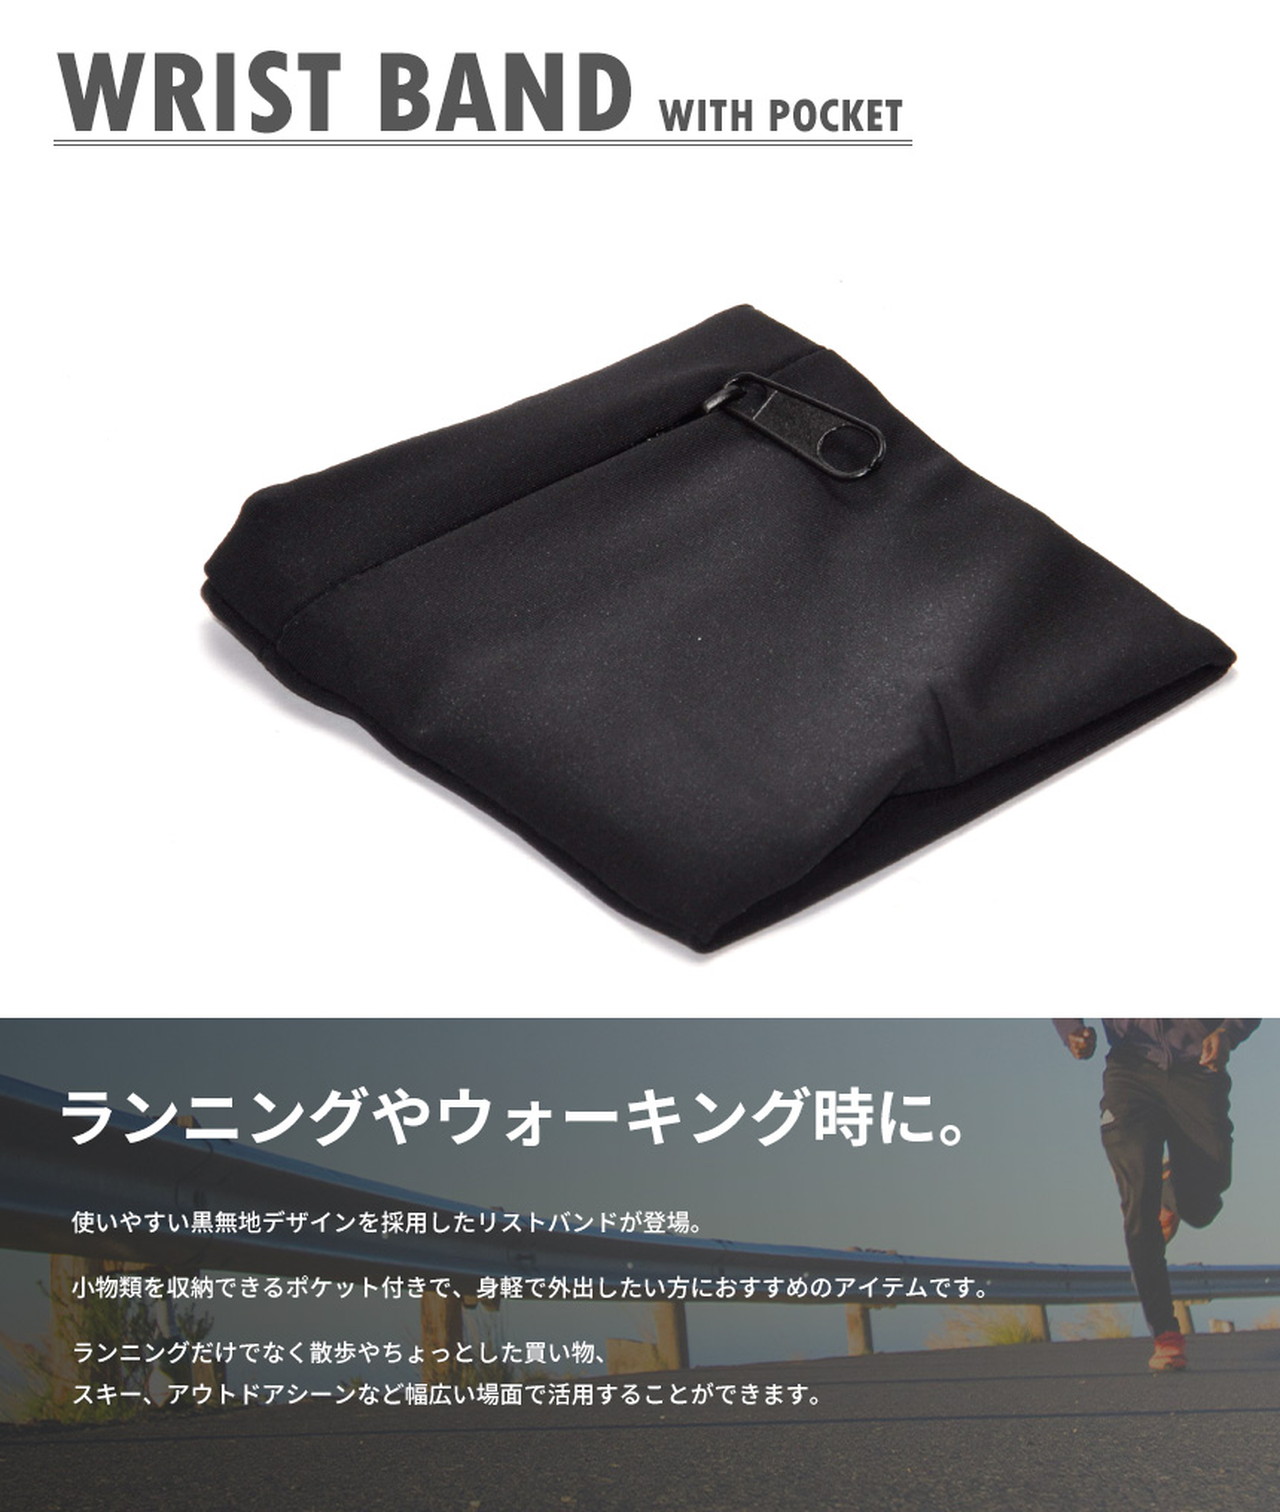 WRIST BAND WITH POCKET
ランニングやウォーキング時に。
使いやすい黒無地デザインを採用したリストバンドが登場。
小物類を収納できるポケット付きで、身軽で外出したい方におすすめのアイテムです。
ランニングだけでなく散歩やちょっとした買い物、
スキー、アウトドアシーンなど幅広い場面で活用することができます。